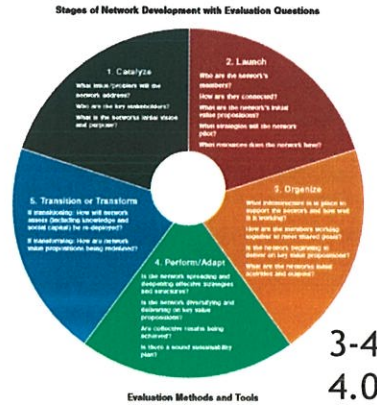 Stages of Network Development with Evaluation Questions
1. Catalyze
What issue/problem will the
network address?
Who are the key stakeholders?
What is the networks initial vision
and purpose?
2. Launch
Who are the network's
members?
How are they connected?
What are the network's initial
value propositions?
What strategies will the network
pilot?
What resources does the network have?
3. Organize
What infrastructure is in place to
support the network and how well
is it working?
How are the members working
together to meet shared goals?
Is the network beginning to
deliver on key value propositions?
What are the networks initial
activities and outputs?
4. Perform/Adapt
Is the network spreading and
deepening effective strategies
and structures?
Is the network diversifying and
delivering on key value
propositions?
Are collective results being
achieved?
Is there a sound sustainability
plan?
5. Transition or Transform
If transitioning: How will network
assets (including knowledge and
social capital) be re-deployed?
If transforming: How are network
value propositions being redefined?
3-4
4.0
Evaluation Methods and Tools